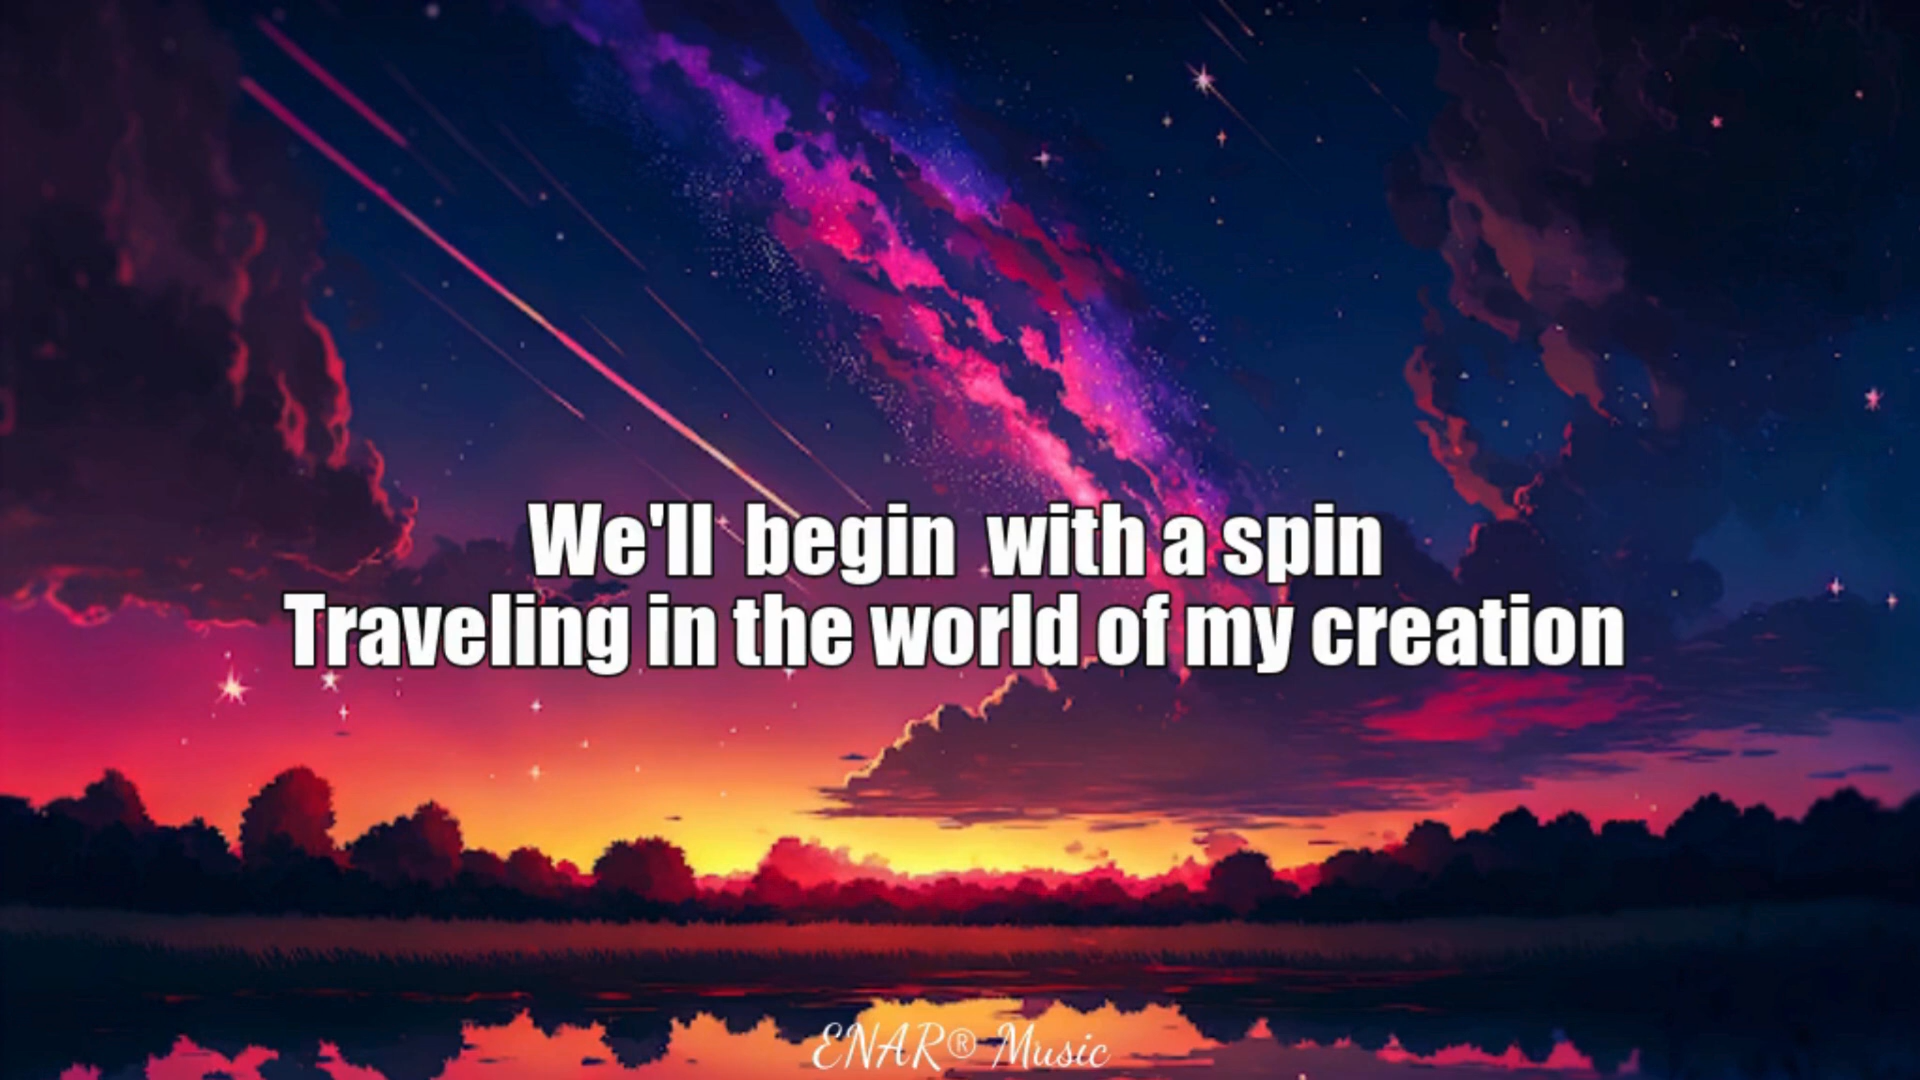 We'll begin with a spin
Traveling in the world of my creation
ENAR® Music